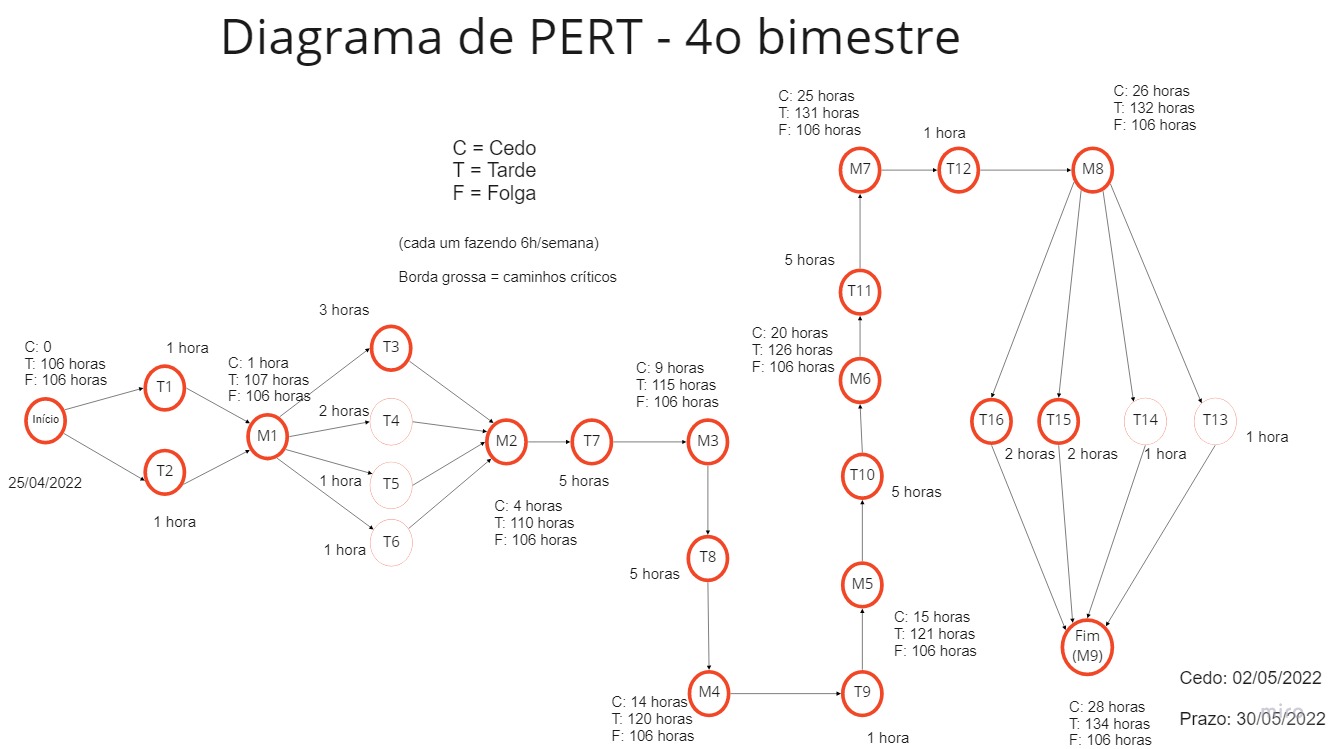 Diagrama de PERT - 4o bimestre
C = Cedo
T = Tarde
F = Folga
(cada um fazendo 6h/semana)
Borda grossa = caminhos críticos
C: 0
T: 106 horas
F: 106 horas
Início
25/04/2022
1 hora
T1
T2
1 hora
C: 1 hora
T: 107 horas
F: 106 horas
M1
3 horas
T3
2 horas
T4
1 hora
T5
1 hora
T6
M2
C: 4 horas
T: 110 horas
F: 106 horas
T7
5 horas
C: 9 horas
T: 115 horas
F: 106 horas
M3
T8
5 horas
M4
C: 14 horas
T: 120 horas
F: 106 horas
T9
1 hora
M5
C: 15 horas
T: 121 horas
F: 106 horas
T10
5 horas
C: 20 horas
T: 126 horas
F: 106 horas
M6
T11
5 horas
C: 25 horas
T: 131 horas
F: 106 horas
M7
1 hora
T12
M8
C: 26 horas
T: 132 horas
F: 106 horas
T16
T15
T14
T13
2 horas
2 horas
1 hora
1 hora
Fim
(M9)
C: 28 horas
T: 134 horas
F: 106 horas
Cedo: 02/05/2022
Prazo: 30/05/2022
miro